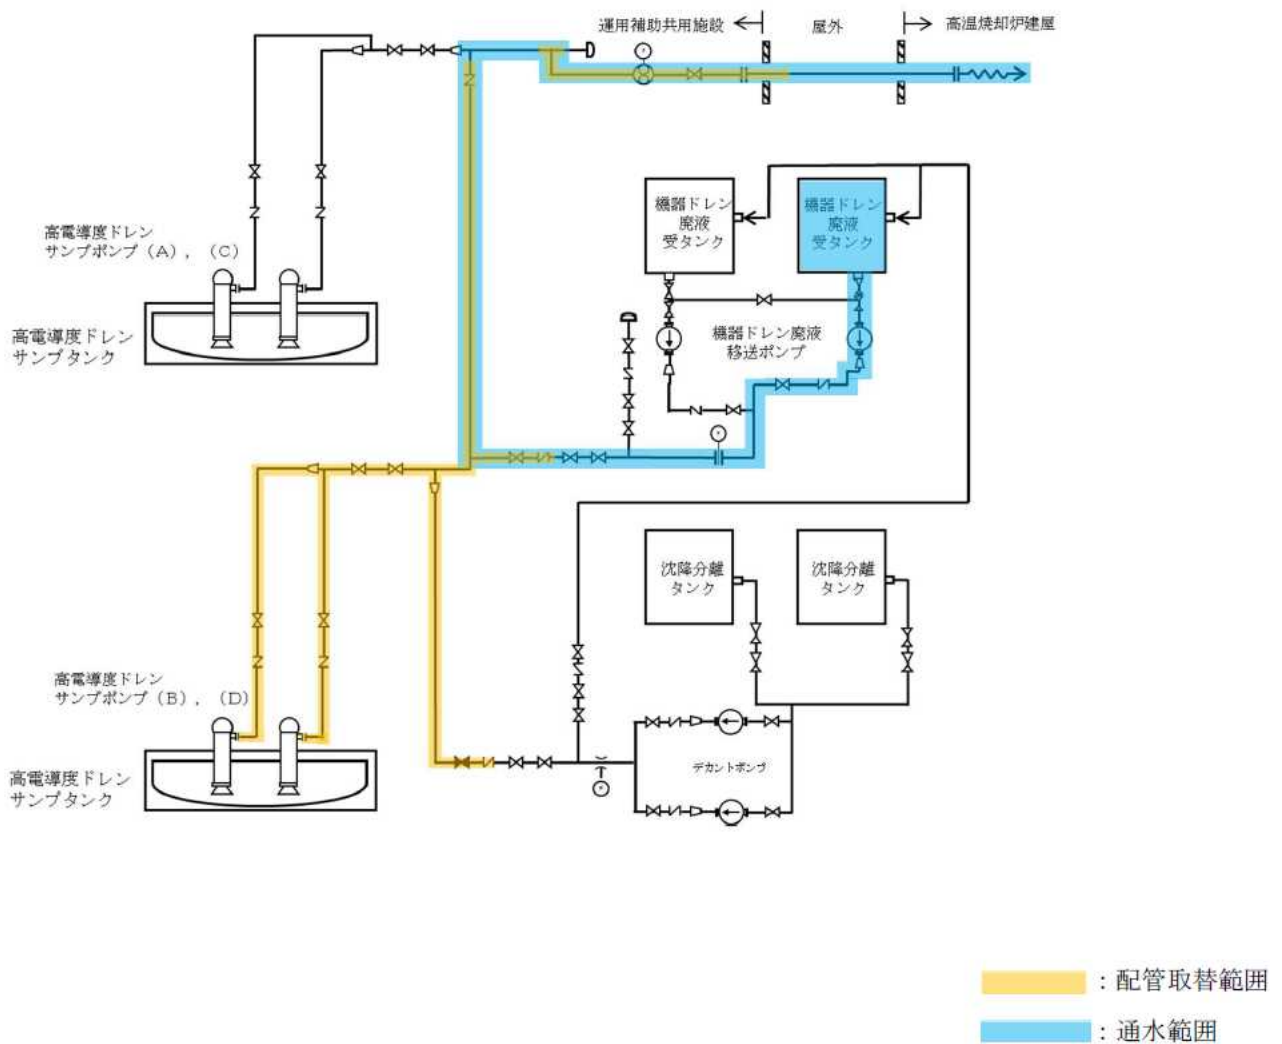 運用補助共用施設
屋外
高温焼却炉建屋
機器ドレン
廃液
受タンク
機器ドレン
廃液
受タンク
高電導度ドレン
サンプポンプ（A），（C）
高電導度ドレン
サンプタンク
機器ドレン廃液
移送ポンプ
沈降分離
タンク
沈降分離
タンク
高電導度ドレン
サンプポンプ（B），（D）
高電導度ドレン
サンプタンク
デカントポンプ
：配管取替範囲
：通水範囲